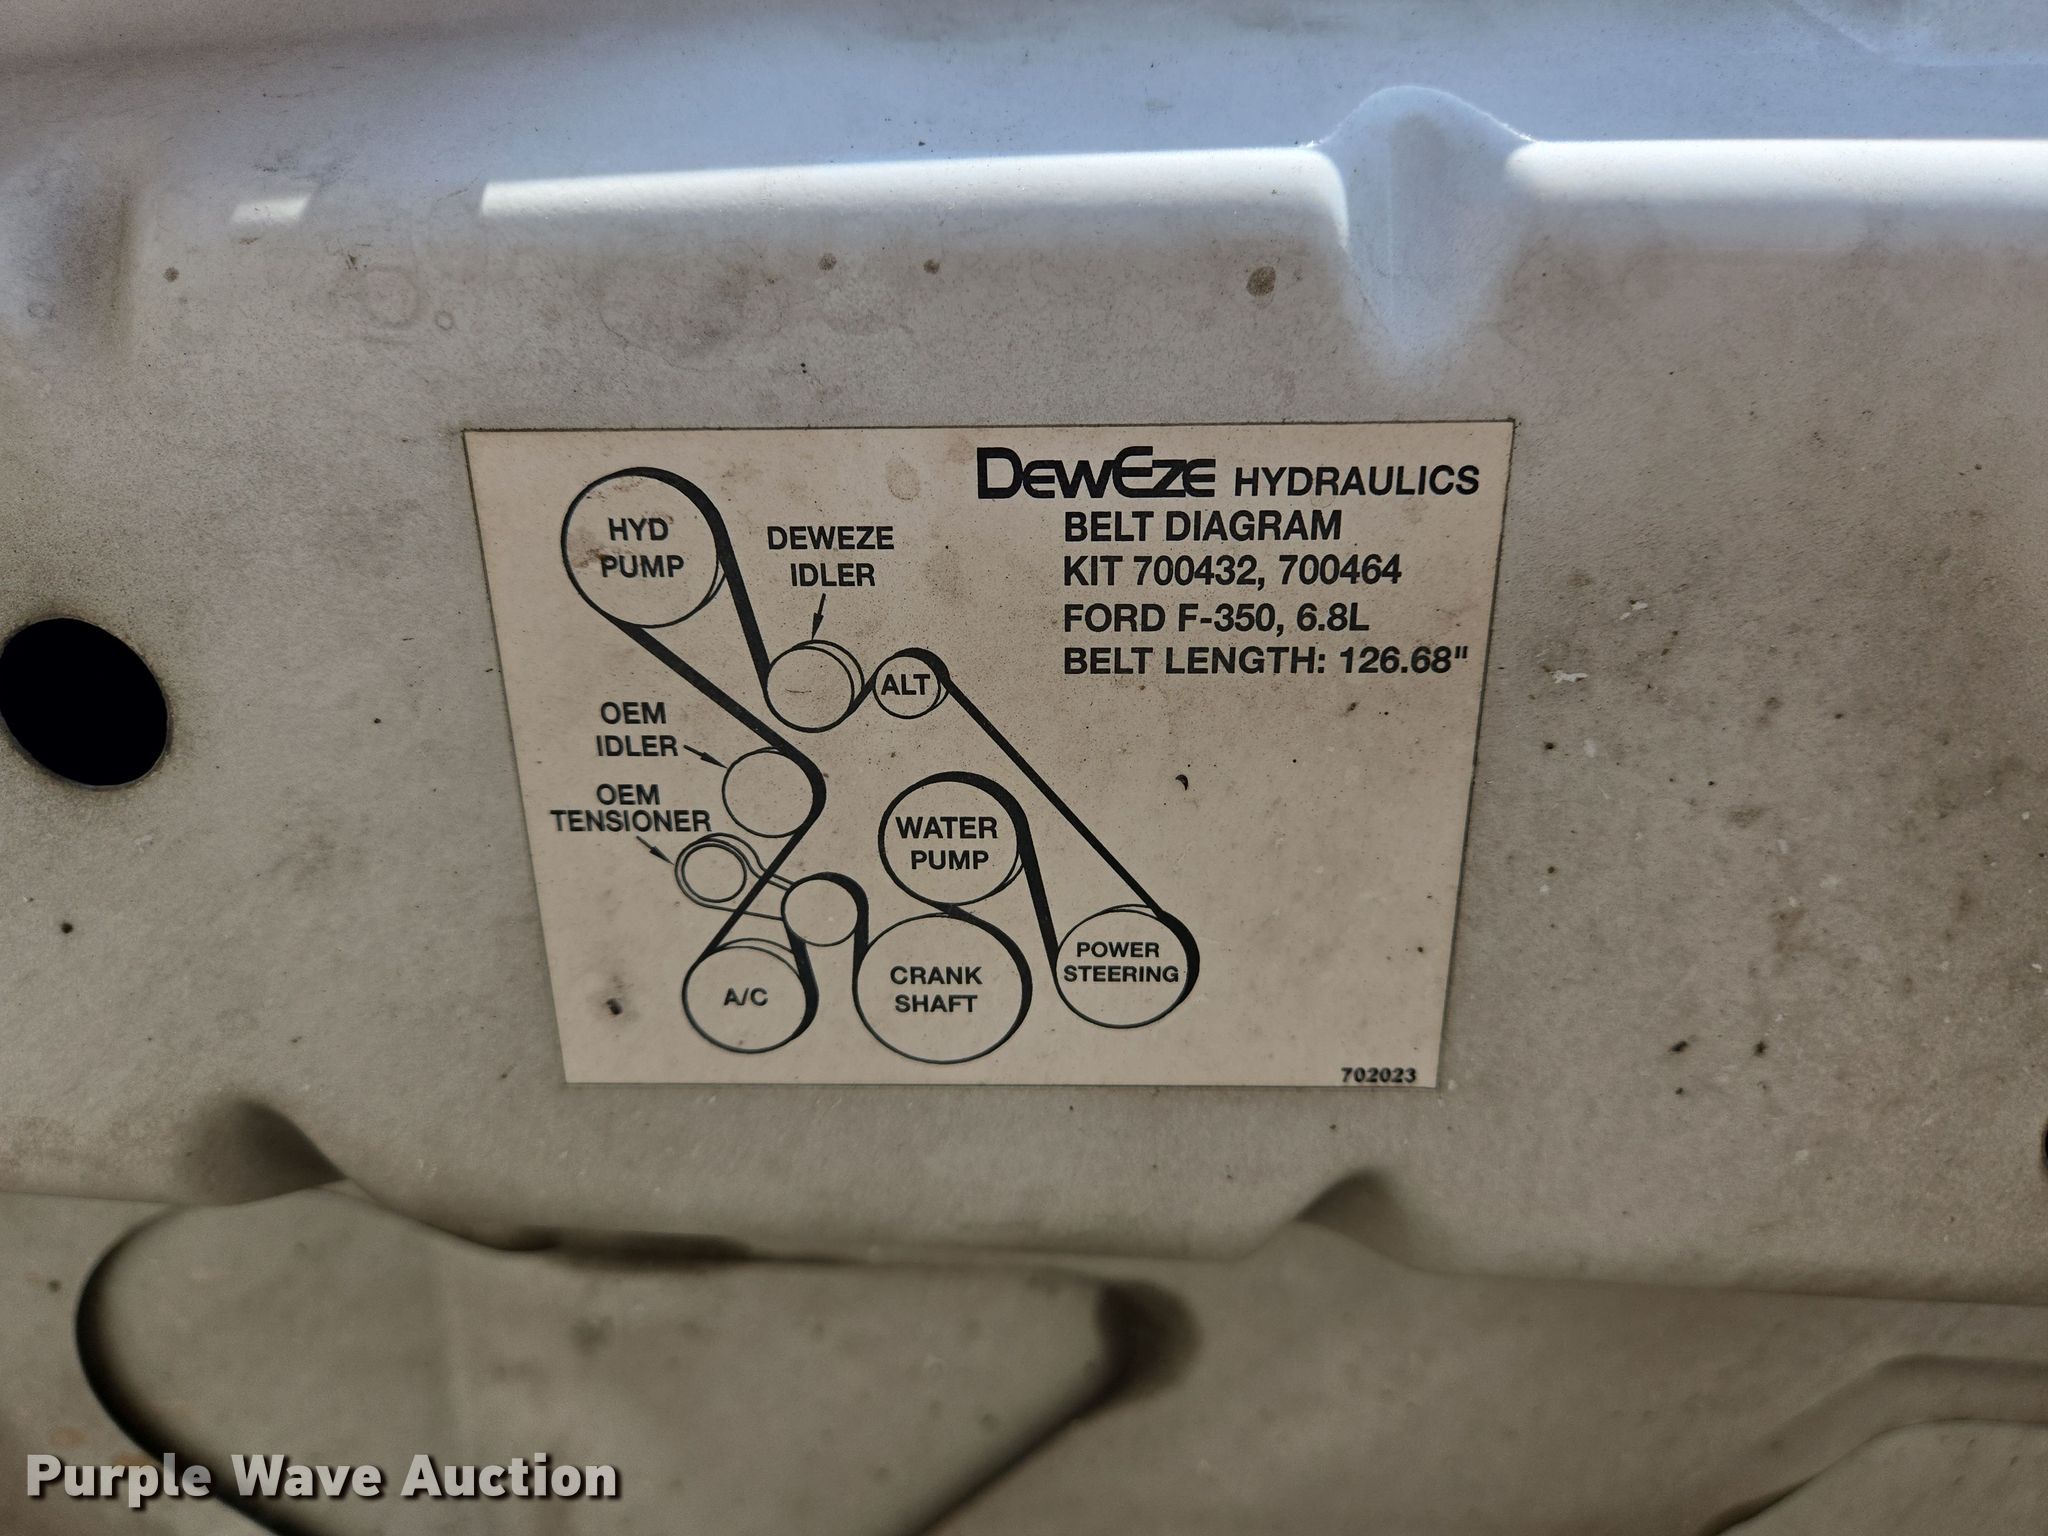 DEWEZE HYDRAULICS
BELT DIAGRAM
KIT 700432, 700464
FORD F-350, 6.8L
BELT LENGTH: 126.68"
HYD
PUMP
DEWEZE
IDLER
ALT
OEM
IDLER
OEM
TENSIONER
WATER
PUMP
POWER
STEERING
A/C
CRANK
SHAFT
702023
Purple Wave Auction